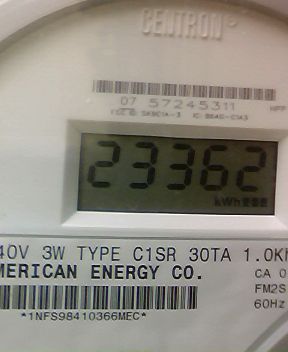 CENTRON®
07 57245311
23362
kWh
40V 3W TYPE C1SR 30TA 1.0Kh
MERICAN ENERGY CO.
CA 0
FM2S
60Hz
*1NFS98410366MEC*